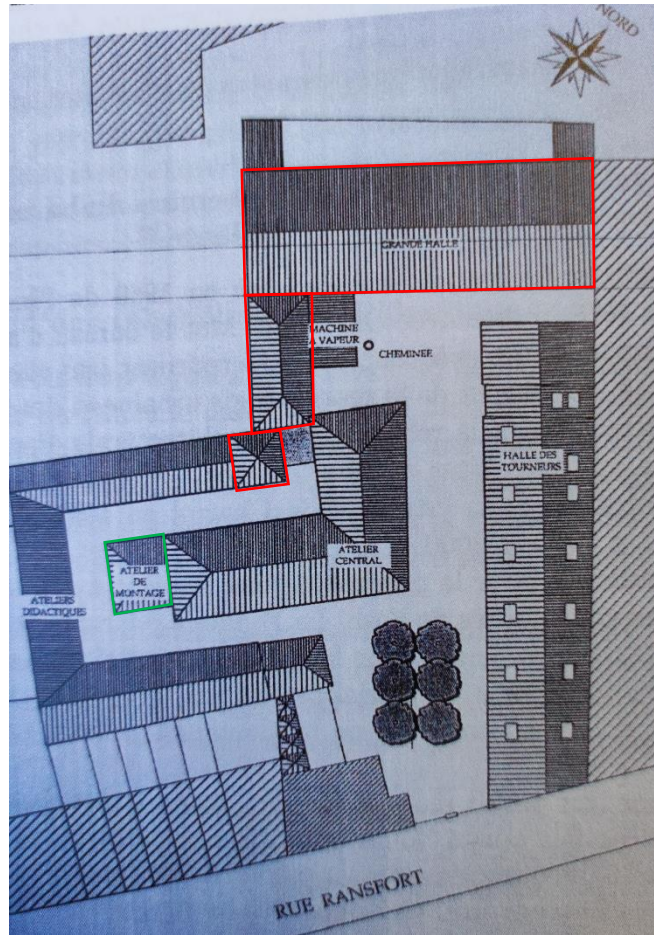 NORD
GRANDE HALLE
MACHINE
A VAPEUR
CHEMINEE
HALLE DES
TOURNEURS
ATELIER
CENTRAL
ATELIER
DE
MONTAGE
ATELIERS
DIDACTIQUES
RUE RANSFORT